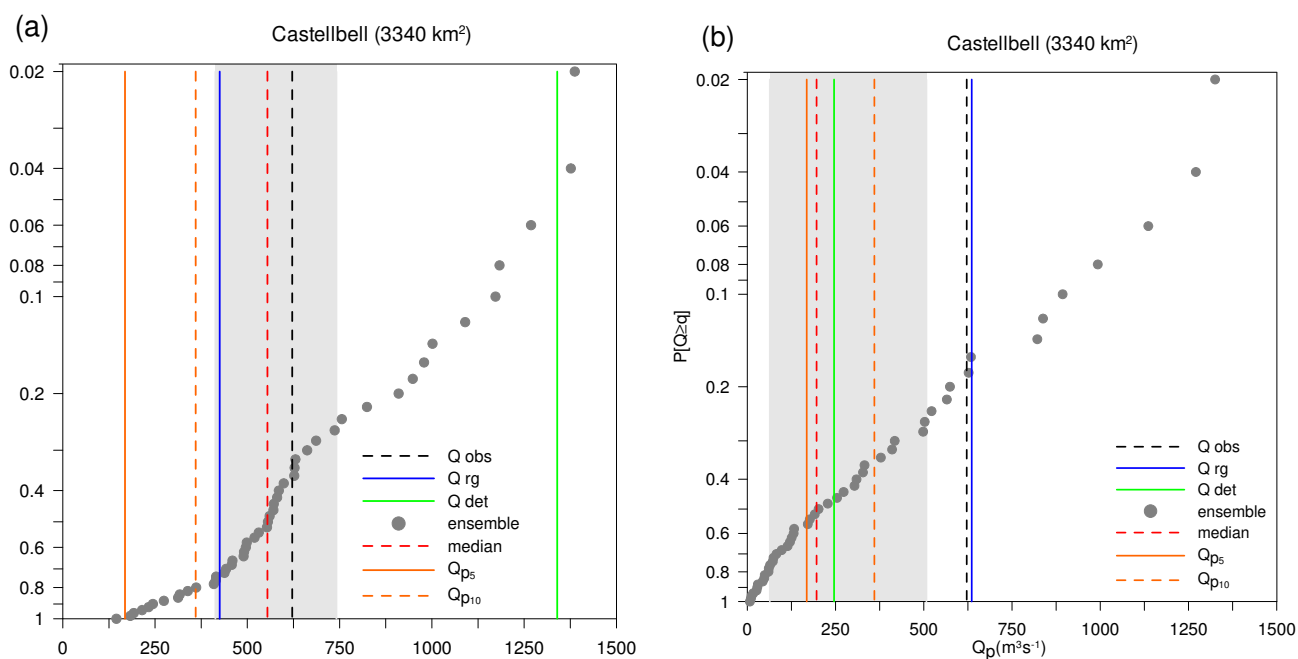 (a)
Castellbell (3340 km²)
0.02
0.04
0.06
0.08
0.1
0.2
0.4
0.6
0.8
1
0
250
500
750
1000
1250
1500
Q obs
Q rg
Q det
ensemble
median
Qp₅
Qp₁₀
(b)
Castellbell (3340 km²)
P[Q≥q]
0.02
0.04
0.06
0.08
0.1
0.2
0.4
0.6
0.8
1
0
250
500
750
1000
1250
1500
Qp(m³s⁻¹)
Q obs
Q rg
Q det
ensemble
median
Qp₅
Qp₁₀